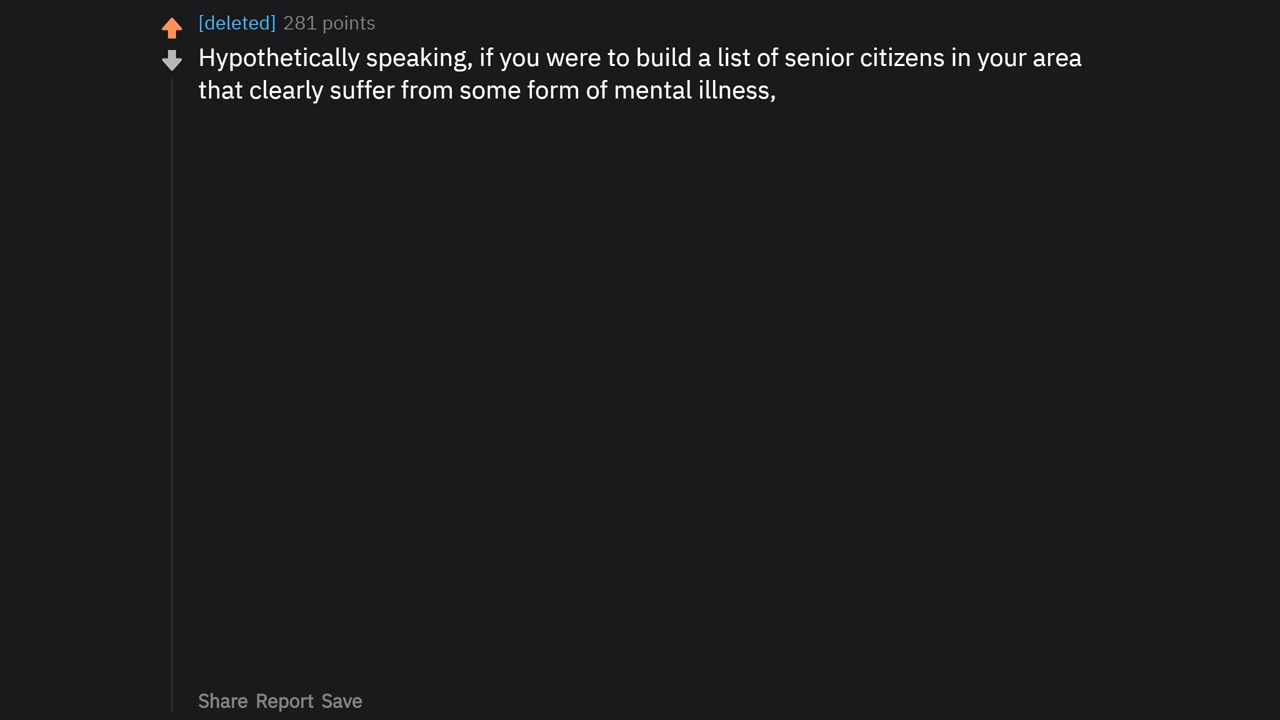 [deleted] 281 points
Hypothetically speaking, if you were to build a list of senior citizens in your area
that clearly suffer from some form of mental illness,
Share Report Save